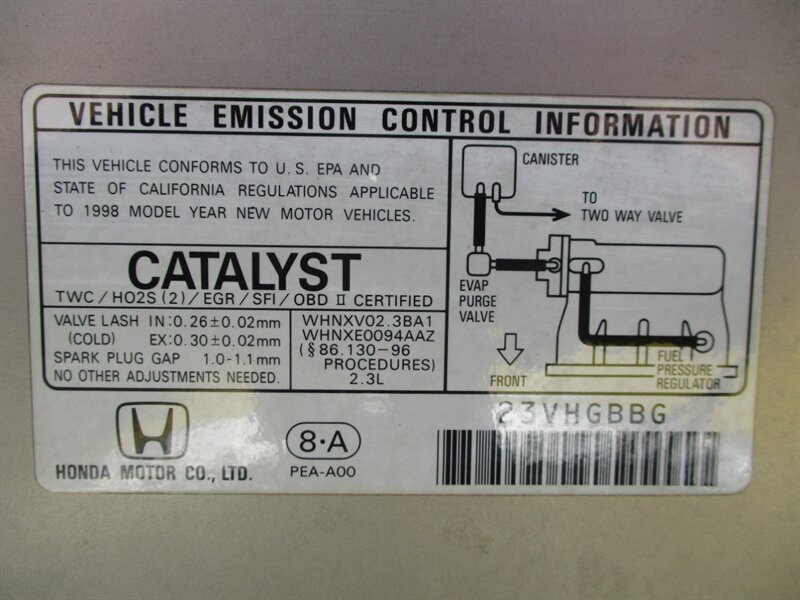 VEHICLE EMISSION CONTROL INFORMATION
THIS VEHICLE CONFORMS TO U.S. EPA AND
STATE OF CALIFORNIA REGULATIONS APPLICABLE
TO 1998 MODEL YEAR NEW MOTOR VEHICLES.
CATALYST
TWC/HO2S(2)/EGR/SFI/OBD II CERTIFIED
VALVE LASH IN:0.26±0.02mm
(COLD) EX:0.30±0.02mm
SPARK PLUG GAP 1.0-1.1mm
NO OTHER ADJUSTMENTS NEEDED.
WHNXV02.3BA1
WHNXE0094AAZ
(§86.130-96
PROCEDURES)
2.3L
CANISTER
TO
TWO WAY VALVE
EVAP
PURGE
VALVE
FRONT
FUEL
PRESSURE
REGULATOR
HONDA MOTOR CO., LTD.
8·A
PEA-A00
23VHGBBG